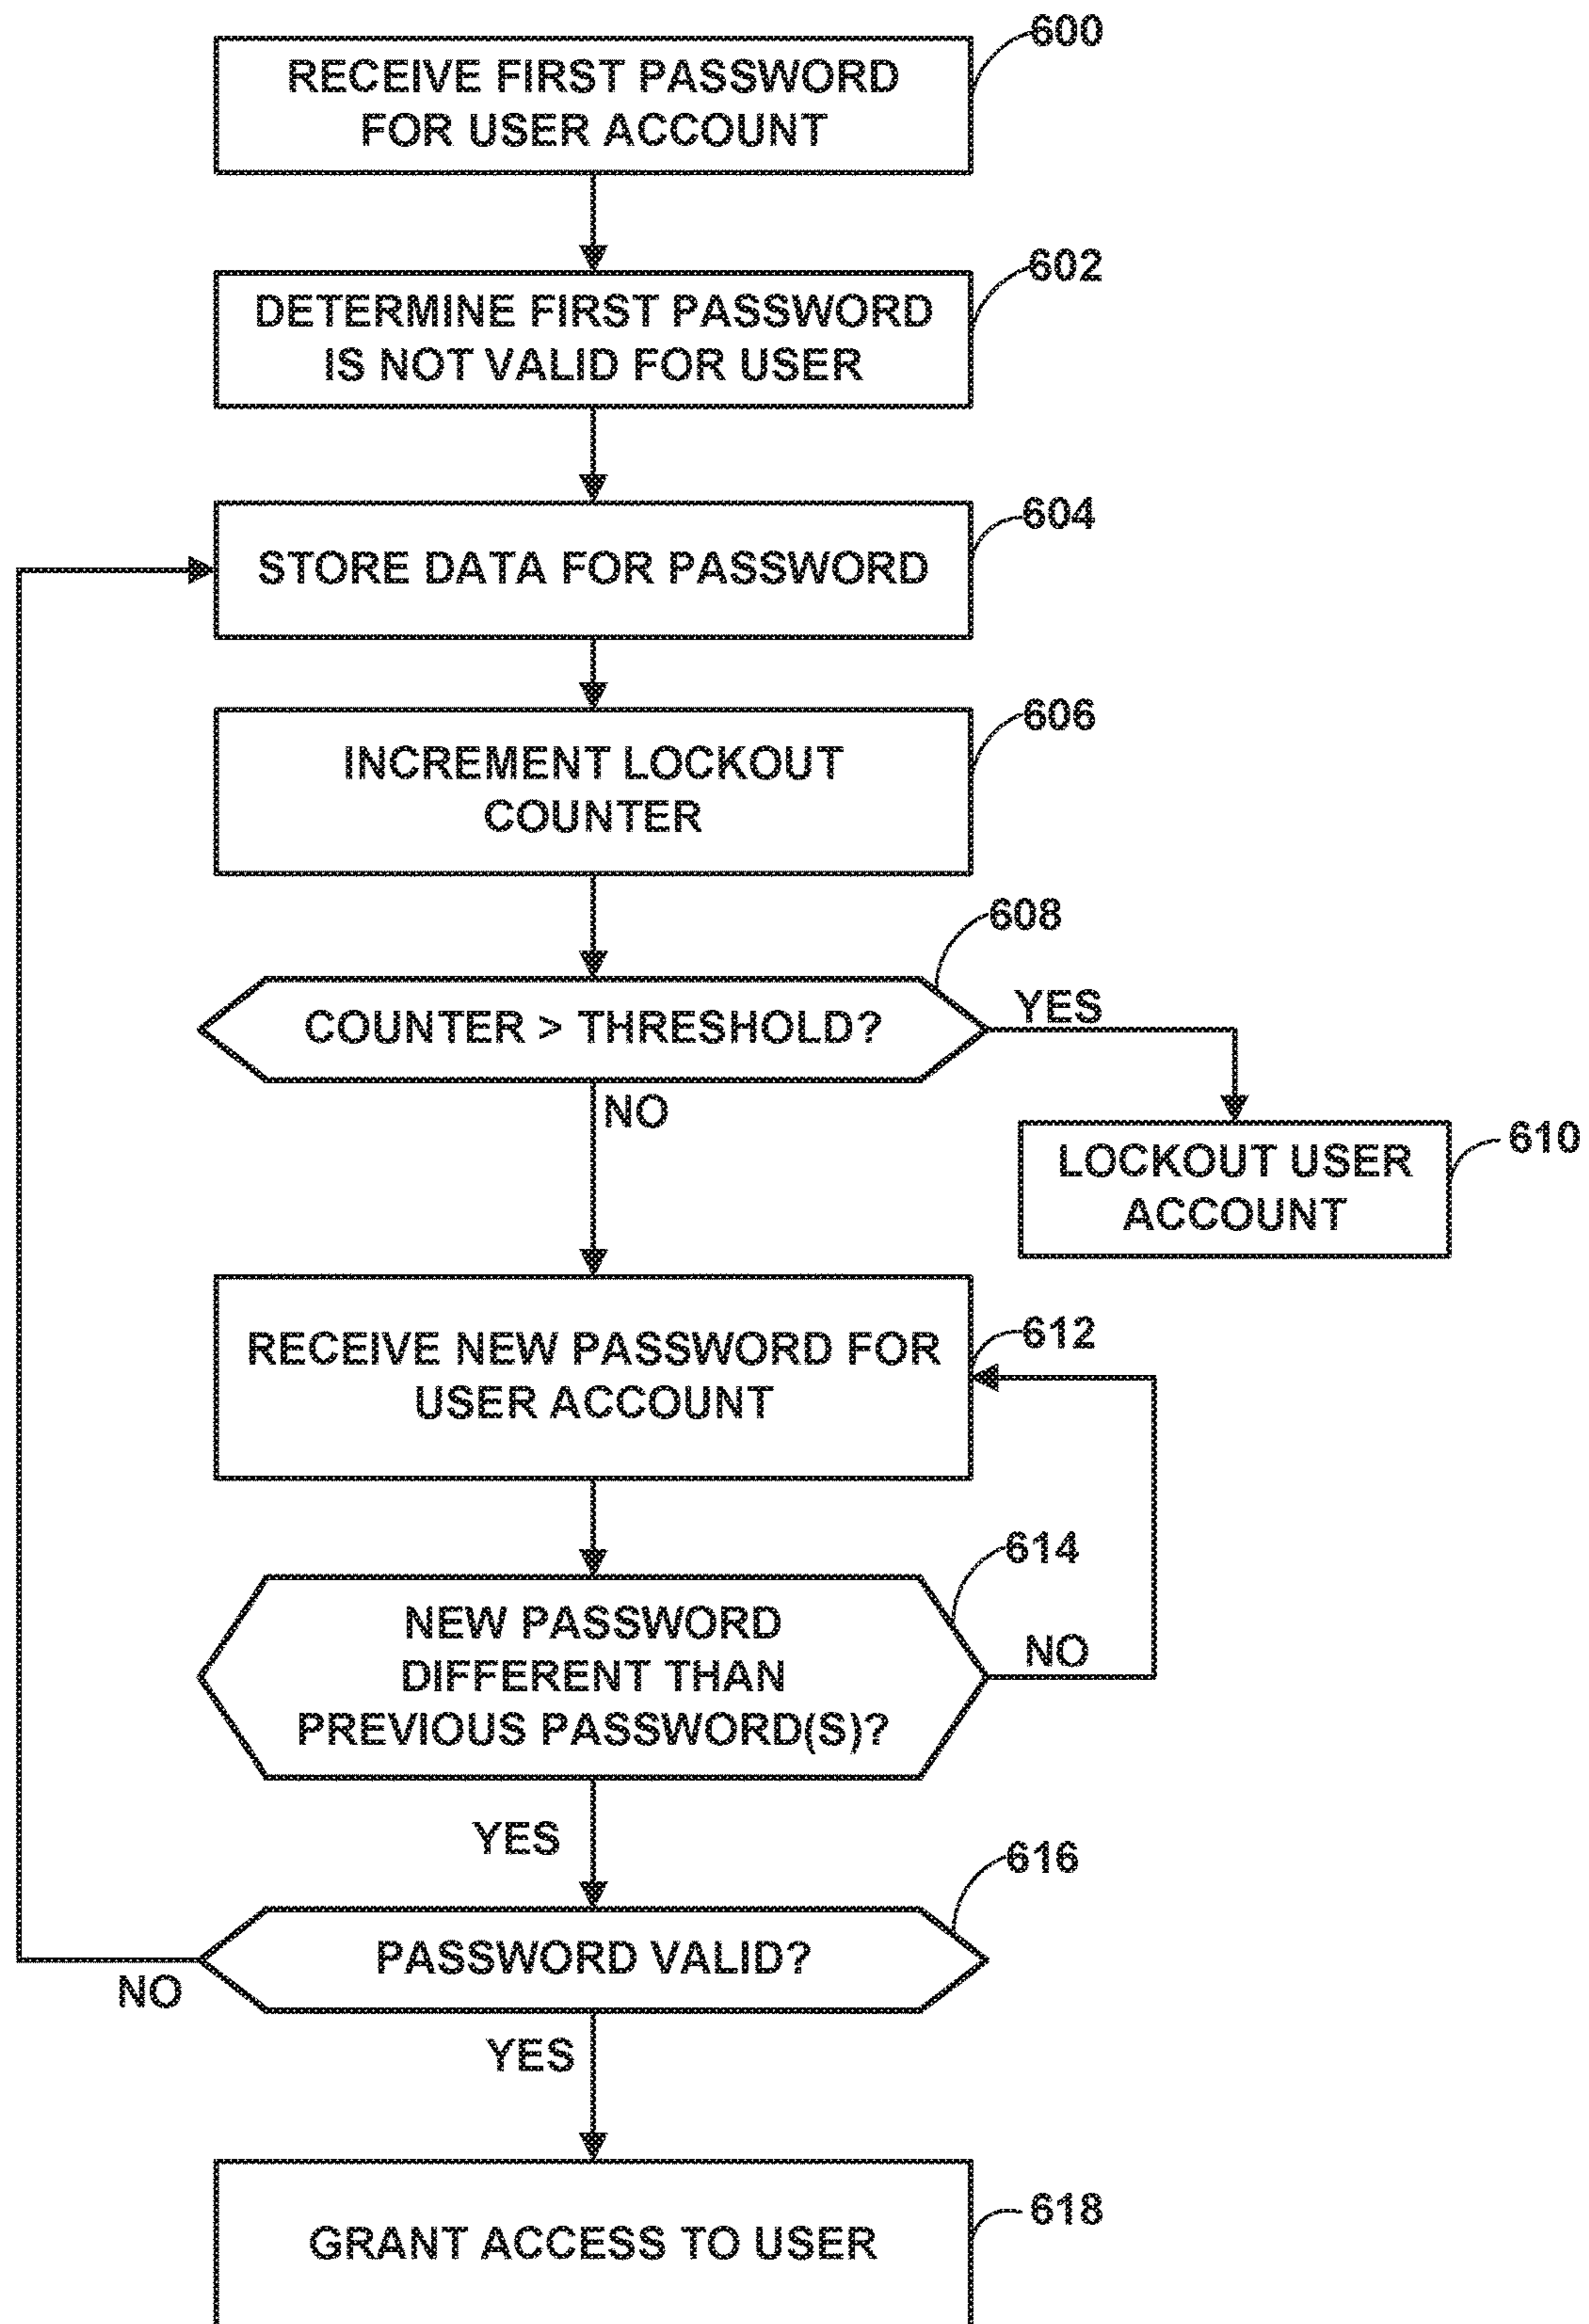 600
RECEIVE FIRST PASSWORD
FOR USER ACCOUNT
602
DETERMINE FIRST PASSWORD
IS NOT VALID FOR USER
604
STORE DATA FOR PASSWORD
606
INCREMENT LOCKOUT
COUNTER
608
COUNTER > THRESHOLD?
YES
NO
610
LOCKOUT USER
ACCOUNT
612
RECEIVE NEW PASSWORD FOR
USER ACCOUNT
614
NEW PASSWORD
DIFFERENT THAN
PREVIOUS PASSWORD(S)?
NO
YES
616
PASSWORD VALID?
NO
YES
618
GRANT ACCESS TO USER